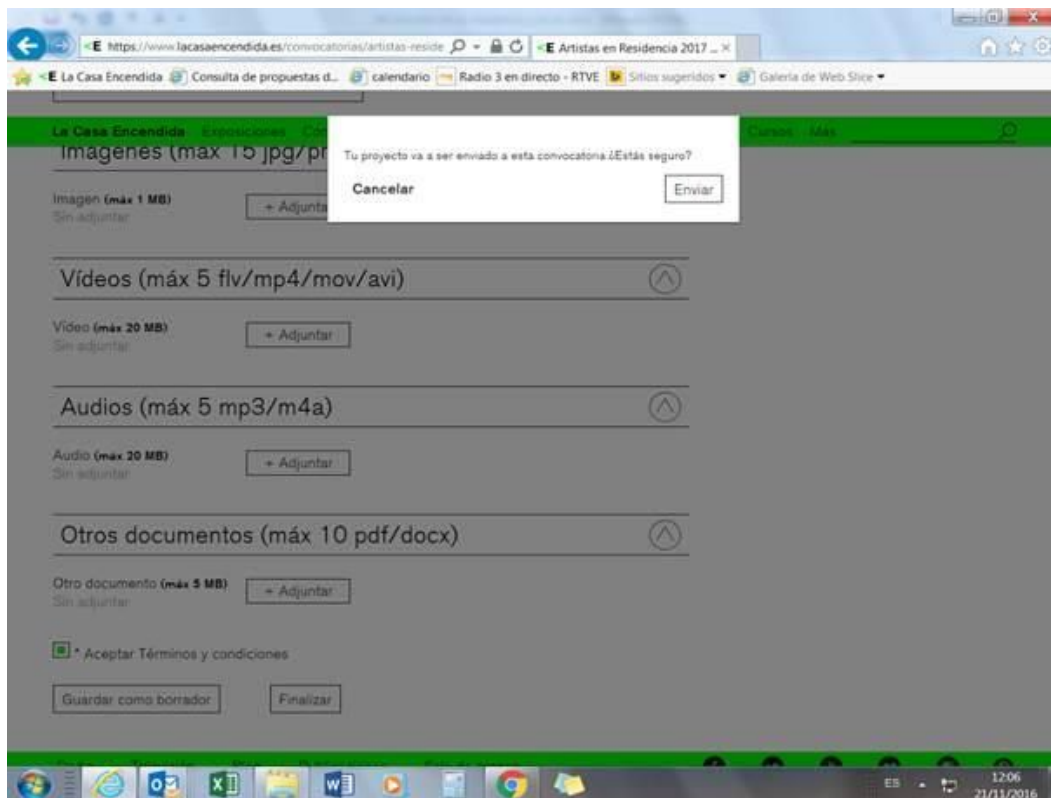 https://www.lacasaencendida.es/convocatorias/artistas-reside
E Artistas en Residencia 2017 ...
E La Casa Encendida Consulta de propuestas d... calendario Radio 3 en directo - RTVE Sitios sugeridos Galería de Web Slice
La Casa Encendida Exposiciones Cursos Más
Imágenes (máx 15 jpg/pr
Tu proyecto va a ser enviado a esta convocatoria ¿Estás seguro?
Cancelar Enviar
Imagen (máx 1 MB) + Adjunta
Sin adjuntar
Vídeos (máx 5 flv/mp4/mov/avi)
Vídeo (máx 20 MB) + Adjuntar
Sin adjuntar
Audios (máx 5 mp3/m4a)
Audio (máx 20 MB) + Adjuntar
Sin adjuntar
Otros documentos (máx 10 pdf/docx)
Otro documento (máx 5 MB) + Adjuntar
Sin adjuntar
* Aceptar Términos y condiciones
Guardar como borrador Finalizar
ES 12:06
21/11/2016